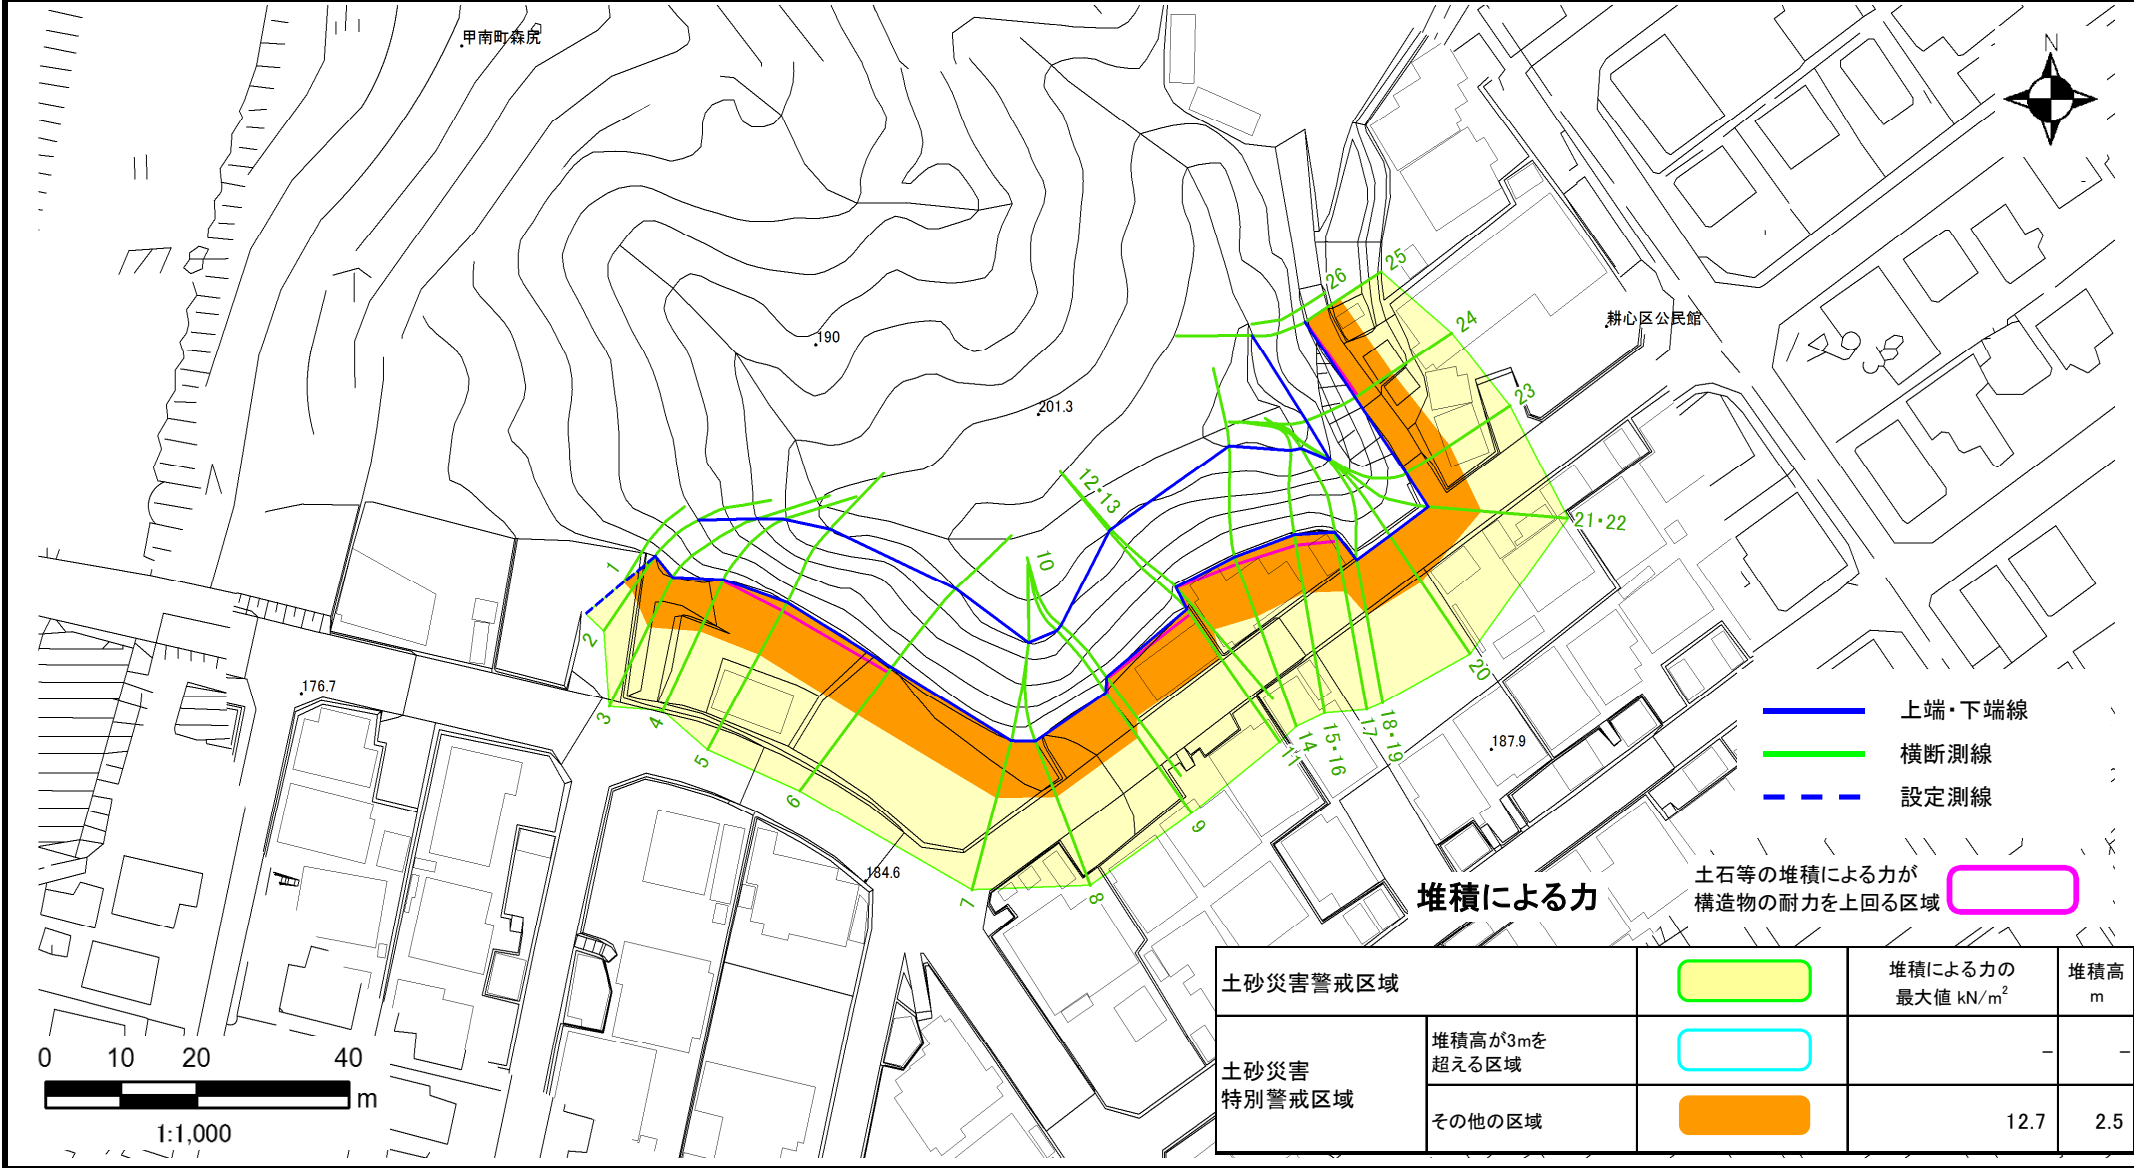 甲南町森尻
N
190
201.3
耕心区公民館
176.7
184.6
187.9
1
2
3
4
5
6
7
8
9
10
11
12・13
14
15・16
17
18・19
20
21・22
23
24
25
26
上端・下端線
横断測線
設定測線
堆積による力
土石等の堆積による力が
構造物の耐力を上回る区域
土砂災害警戒区域
堆積による力の
最大値 kN/m²
堆積高
m
土砂災害
特別警戒区域
堆積高が3mを
超える区域
－
－
その他の区域
12.7
2.5
0 10 20 40
m
1:1,000